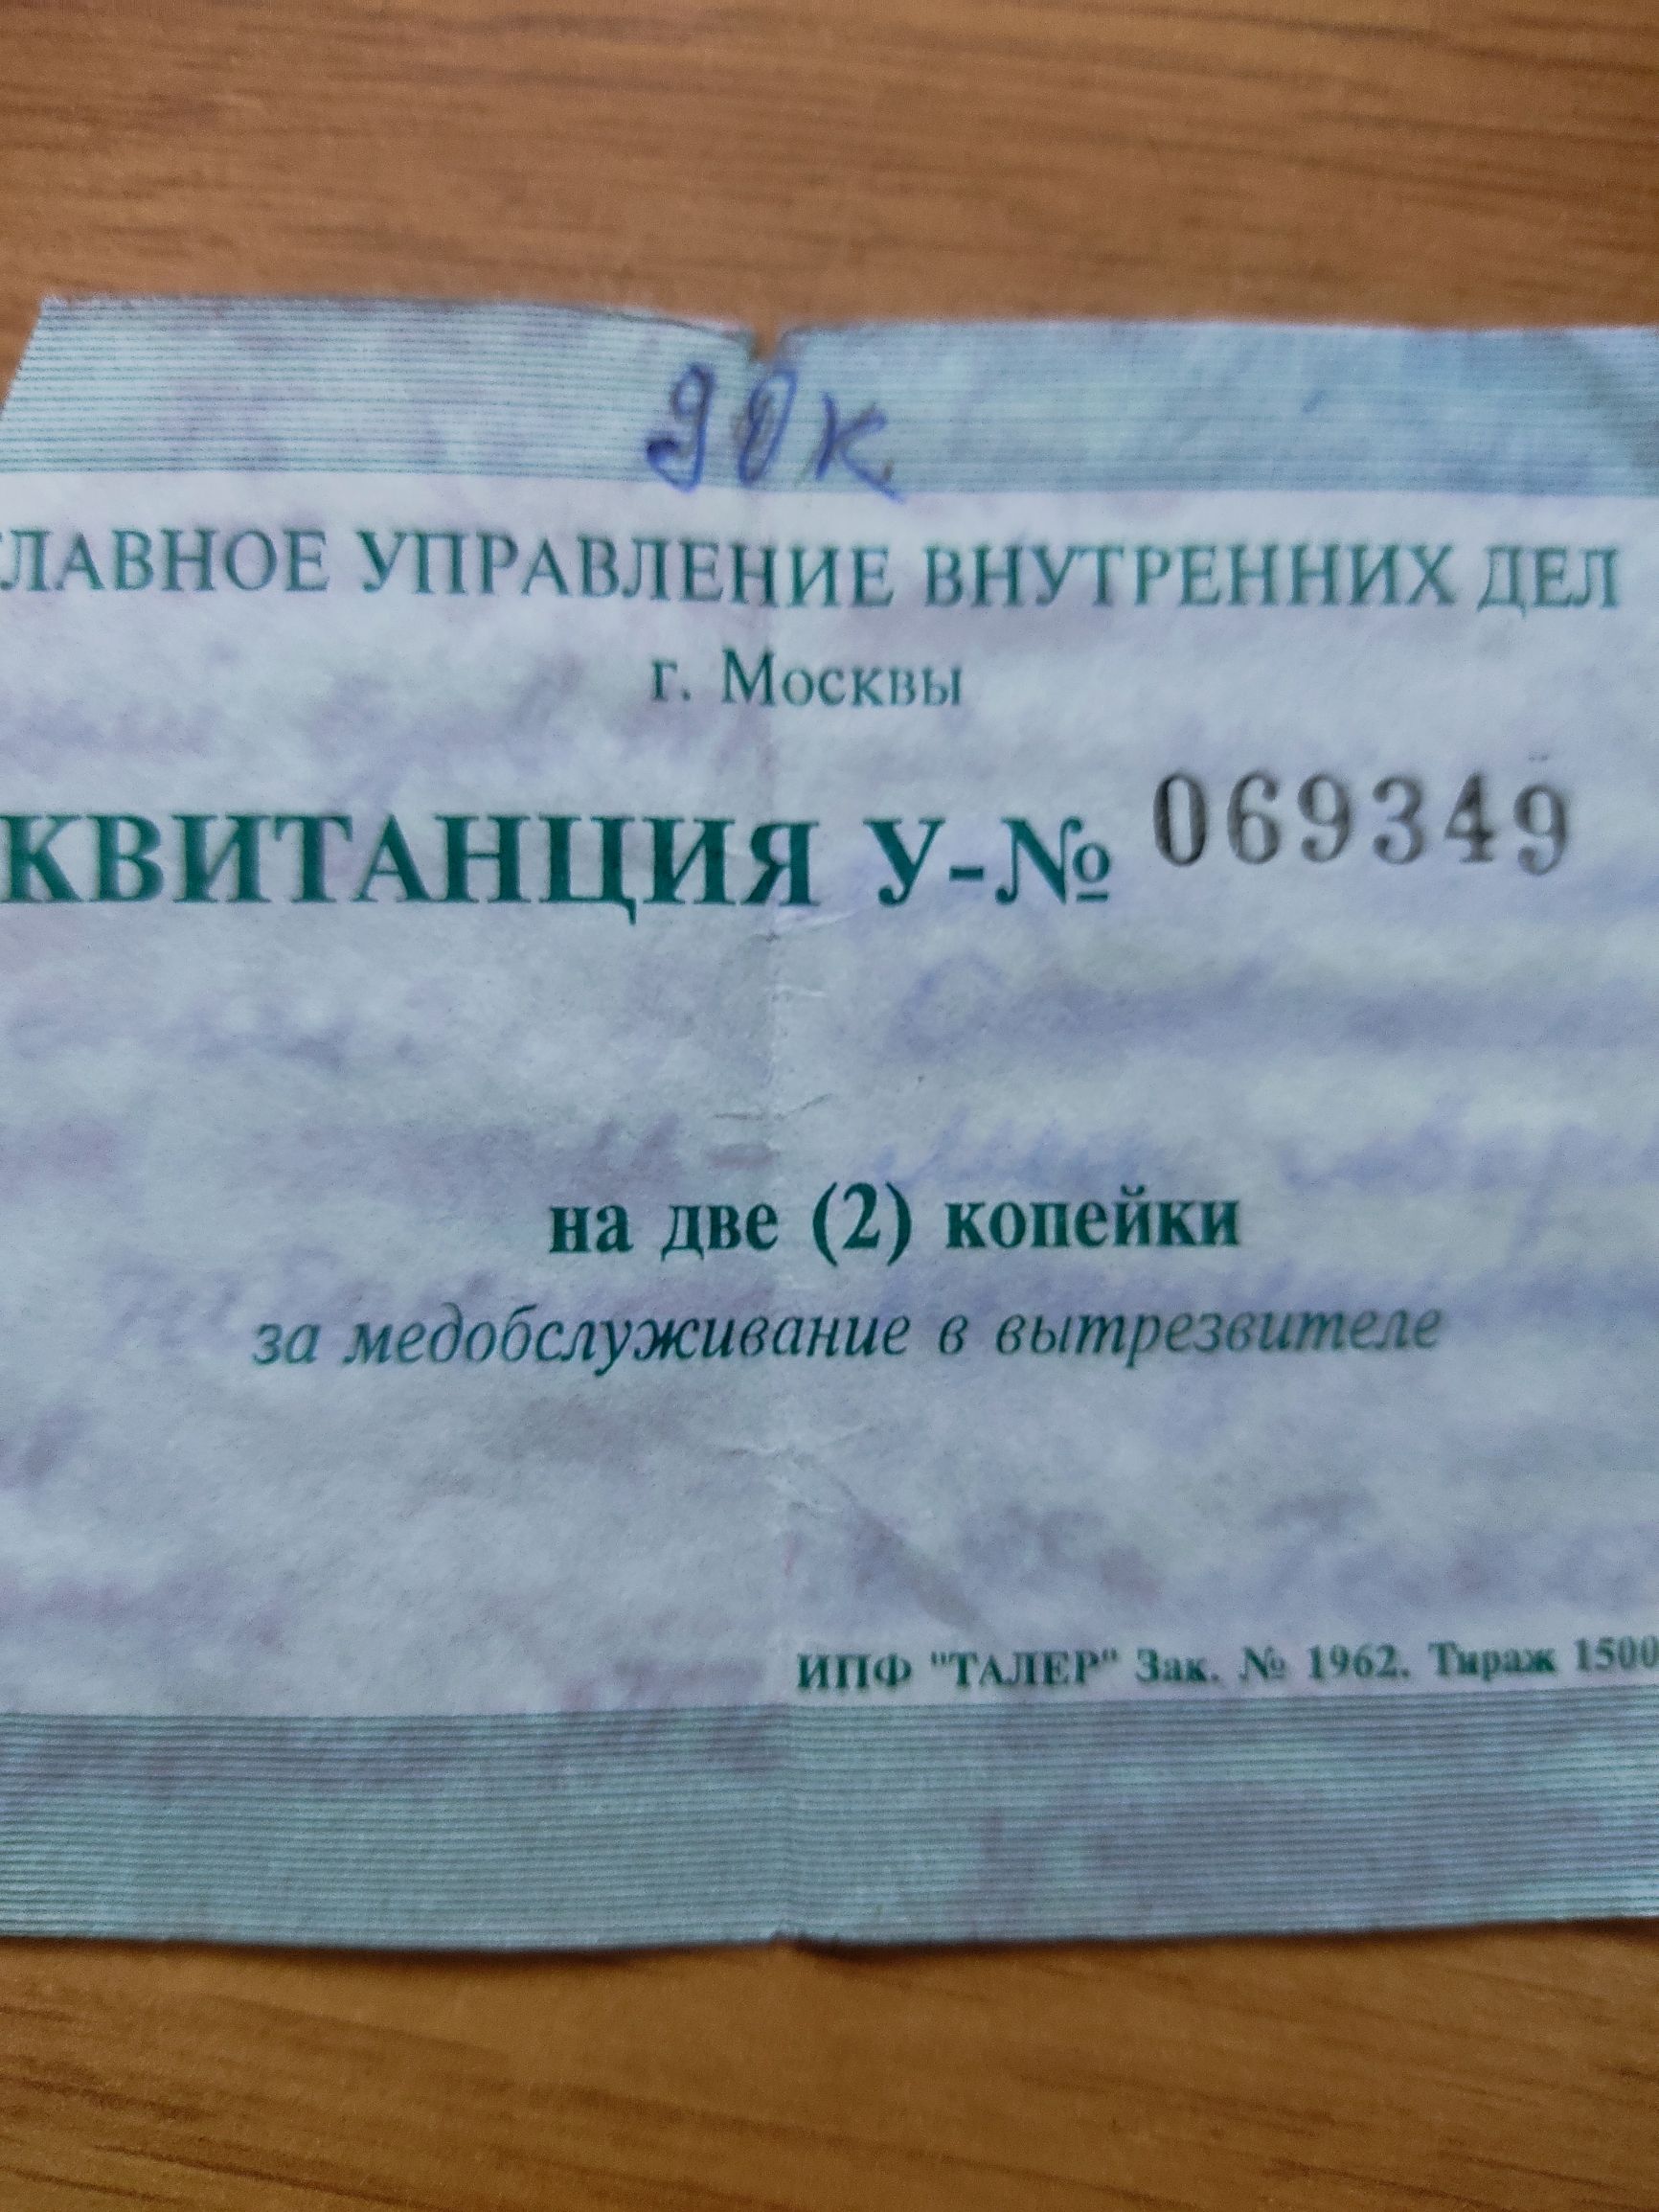 90к
ГЛАВНОЕ УПРАВЛЕНИЕ ВНУТРЕННИХ ДЕЛ
г. Москвы
КВИТАНЦИЯ У-№ 069349
на две (2) копейки
за медобслуживание в вытрезвителе
ИПФ "ТАЛЕР" Зак. № 1962. Тираж 1500